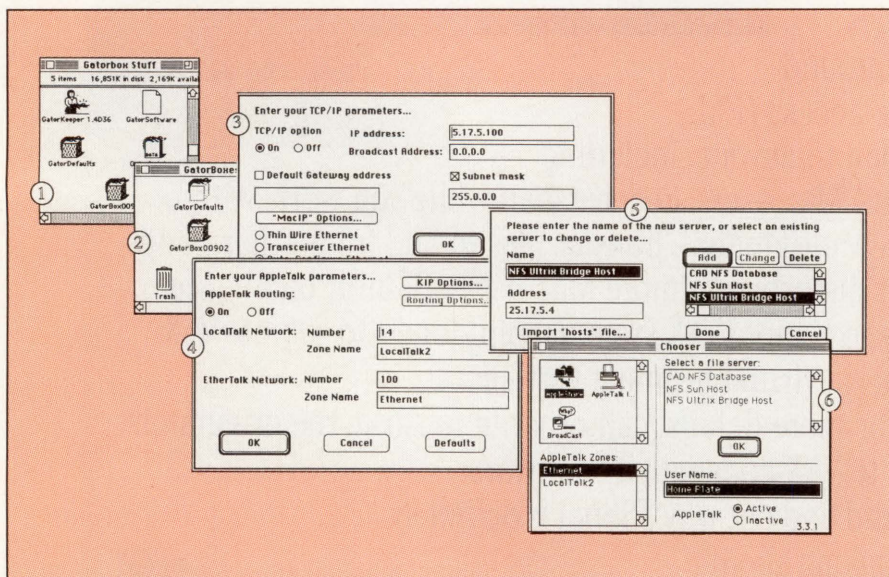 Gatorbox Stuff
5 items 16,851K in disk 2,169K availa
GatorKeeper 1.4D36
GatorSoftware
GatorDefaults
DATA
GatorBox009
1
GatorBoxes
GatorDefaults
GatorBox00902
Trash
2
3
Enter your TCP/IP parameters...
TCP/IP option
On Off
IP address: 5.17.5.100
Broadcast Address: 0.0.0.0
Default Gateway address
Subnet mask
255.0.0.0
"MacIP" Options...
Thin Wire Ethernet
Transceiver Ethernet
OK
4
Enter your AppleTalk parameters...
KIP Options...
AppleTalk Routing:
Routing Options...
On Off
LocalTalk Network: Number 14
Zone Name LocalTalk2
EtherTalk Network: Number 100
Zone Name Ethernet
OK Cancel Defaults
5
Please enter the name of the new server, or select an existing
server to change or delete...
Name
NFS Ultrix Bridge Host
Address
25.17.5.4
Import "hosts" file...
Add Change Delete
CAD NFS Database
NFS Sun Host
NFS Ultrix Bridge Host
Done Cancel
Chooser
6
AppleShare
AppleTalk I.
Why?
BroadCast
Select a file server:
CAD NFS Database
NFS Sun Host
NFS Ultrix Bridge Host
OK
AppleTalk Zones:
Ethernet
LocalTalk2
User Name:
Home Plate
AppleTalk Active
Inactive
3.3.1